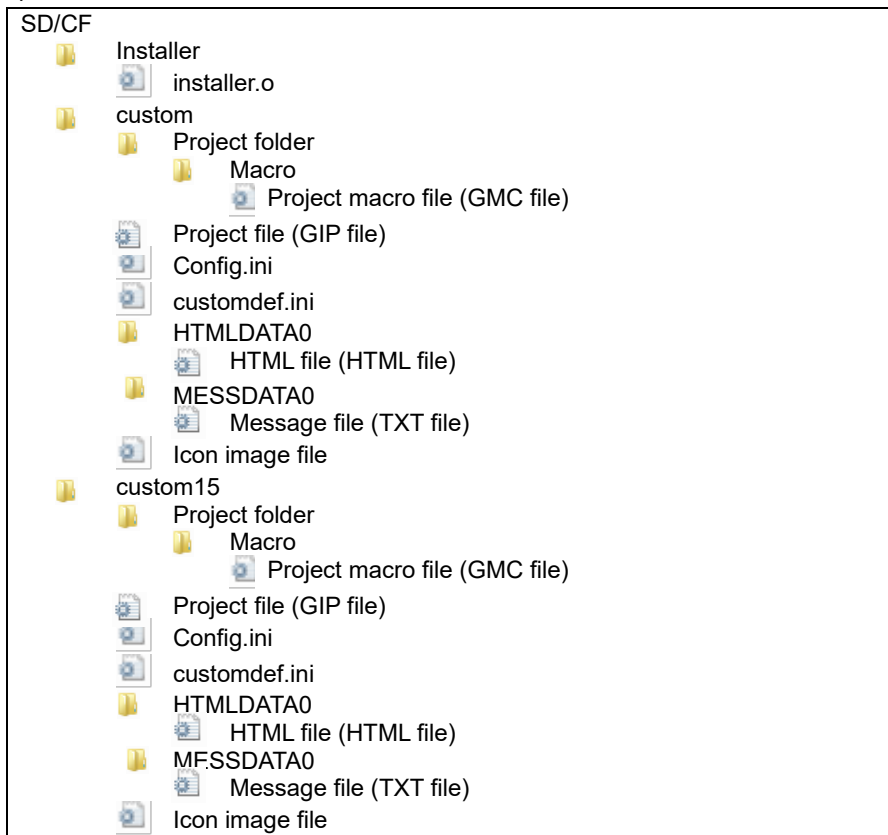 SD/CF
Installer
installer.o
custom
Project folder
Macro
Project macro file (GMC file)
Project file (GIP file)
Config.ini
customdef.ini
HTMLDATA0
HTML file (HTML file)
MESSDATA0
Message file (TXT file)
Icon image file
custom15
Project folder
Macro
Project macro file (GMC file)
Project file (GIP file)
Config.ini
customdef.ini
HTMLDATA0
HTML file (HTML file)
MESSDATA0
Message file (TXT file)
Icon image file